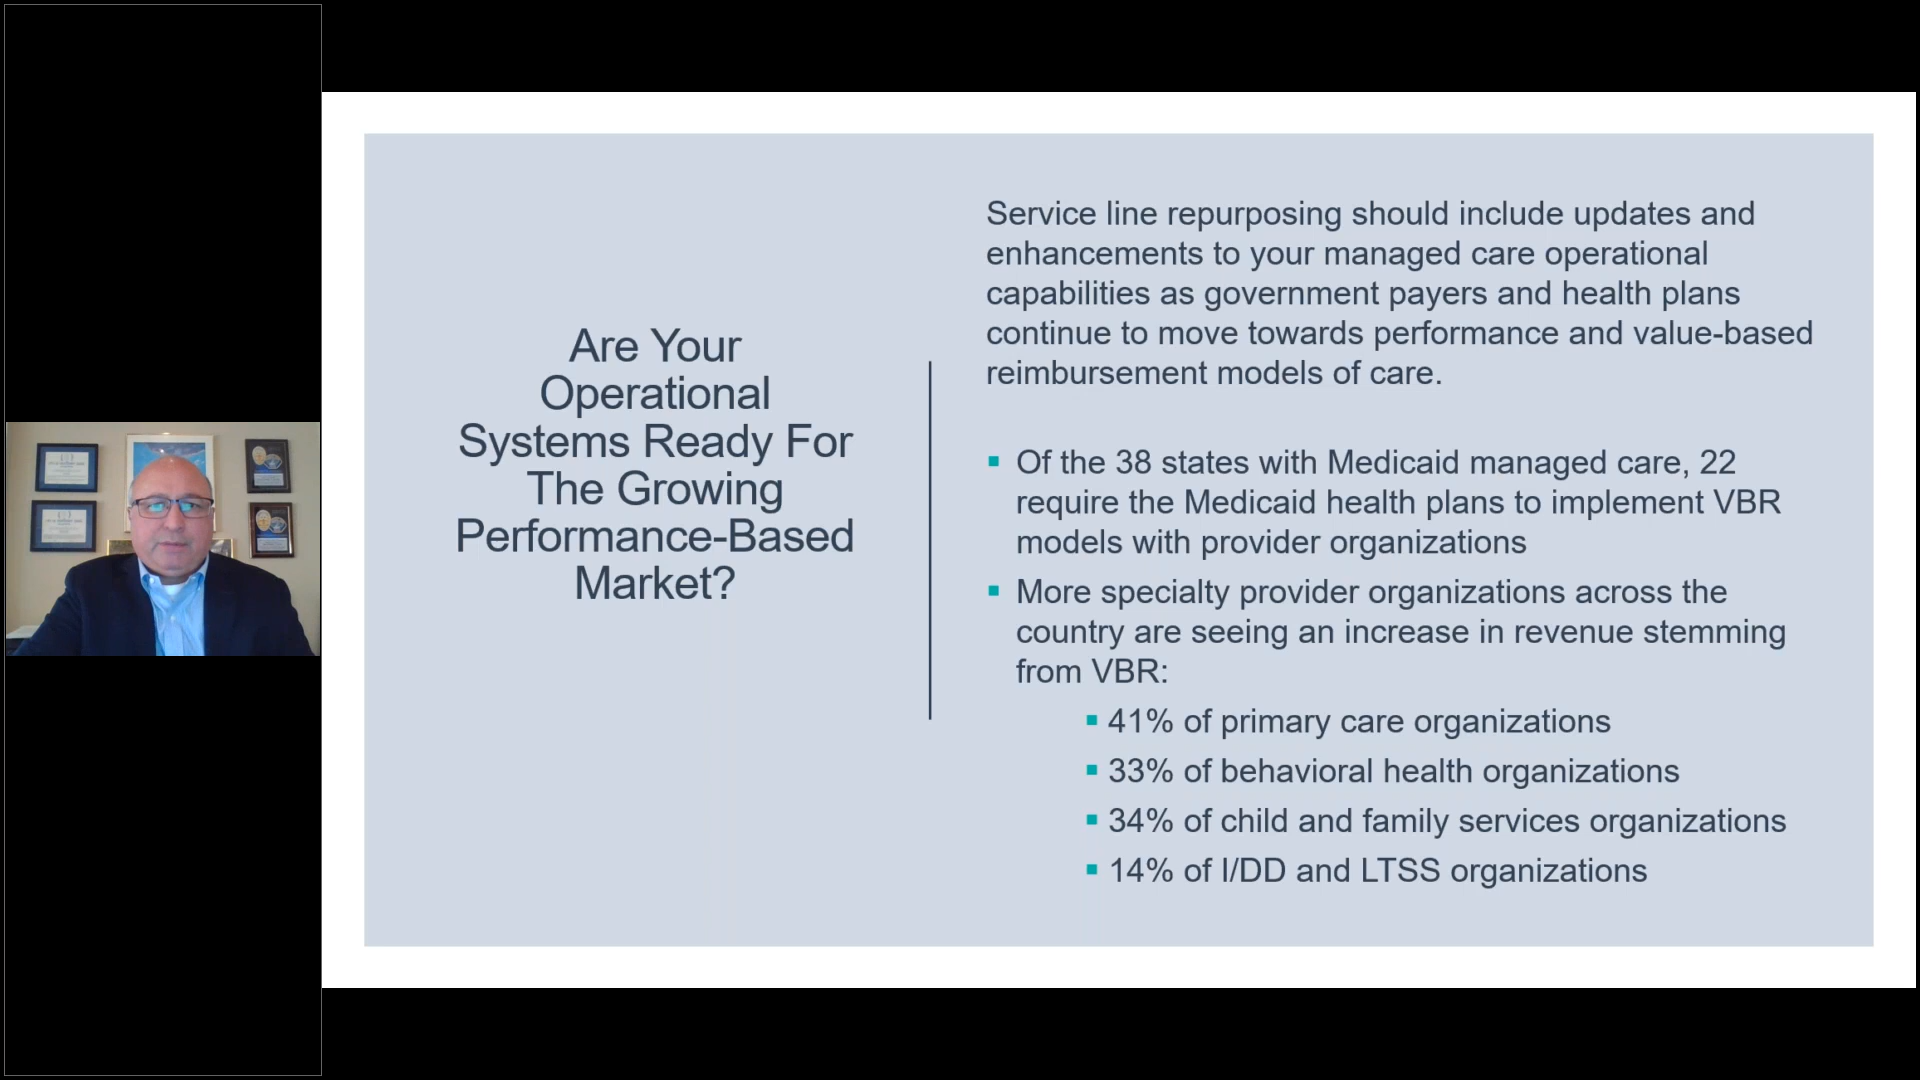 Are Your
Operational
Systems Ready For
The Growing
Performance-Based
Market?
Service line repurposing should include updates and
enhancements to your managed care operational
capabilities as government payers and health plans
continue to move towards performance and value-based
reimbursement models of care.
▪ Of the 38 states with Medicaid managed care, 22
require the Medicaid health plans to implement VBR
models with provider organizations
▪ More specialty provider organizations across the
country are seeing an increase in revenue stemming
from VBR:
▪ 41% of primary care organizations
▪ 33% of behavioral health organizations
▪ 34% of child and family services organizations
▪ 14% of I/DD and LTSS organizations